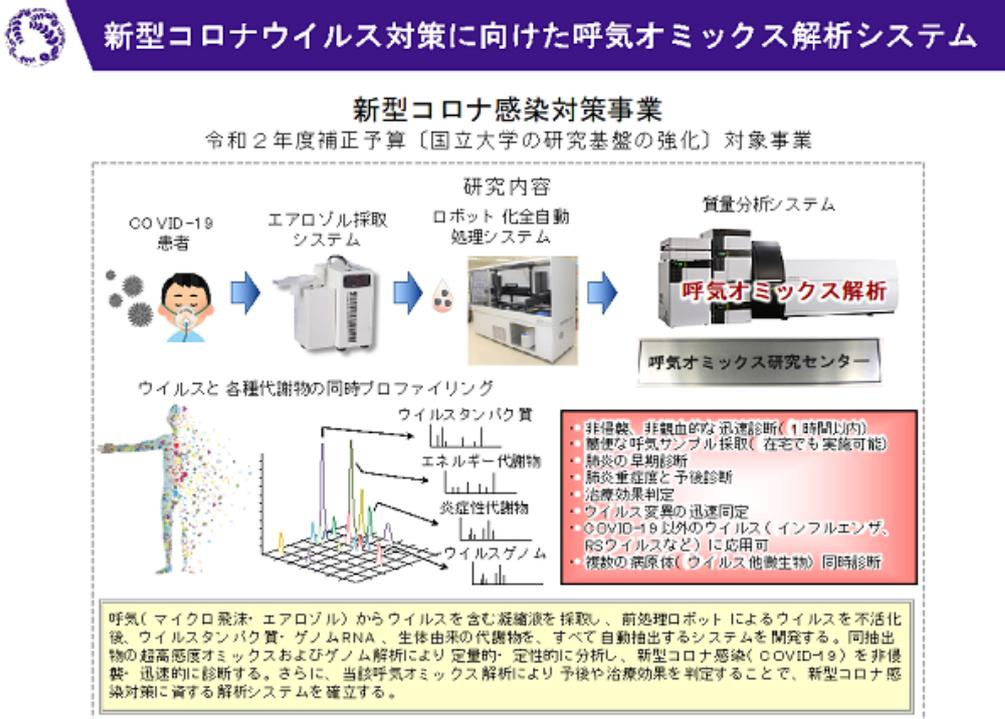 新型コロナウイルス対策に向けた呼気オミックス解析システム
新型コロナ感染対策事業
令和２年度補正予算〔国立大学の研究基盤の強化〕対象事業
研究内容
COVID-19
患者
エアロゾル採取
システム
ロボット化全自動
処理システム
質量分析システム
呼気オミックス解析
呼気オミックス研究センター
ウイルスと各種代謝物の同時プロファイリング
ウイルスタンパク質
エネルギー代謝物
炎症性代謝物
ウイルスゲノム
・非侵襲、非観血的な迅速診断(１時間以内)
・簡便な呼気サンプル採取(在宅でも実施可能)
・肺炎の早期診断
・肺炎重症度と予後診断
・治療効果判定
・ウイルス変異の迅速同定
・COVID-19以外のウイルス(インフルエンザ、
RSウイルスなど)に応用可
・複数の病原体(ウイルス他微生物)同時診断
呼気(マイクロ飛沫・エアロゾル)からウイルスを含む凝縮液を採取し、前処理ロボットによるウイルスを不活化
後、ウイルスタンパク質・ゲノムRNA、生体由来の代謝物を、すべて自動抽出するシステムを開発する。同抽出
物の超高感度オミックスおよびゲノム解析により定量的・定性的に分析し、新型コロナ感染(COVID-19)を非侵
襲・迅速的に診断する。さらに、当該呼気オミックス解析により予後や治療効果を判定することで、新型コロナ感
染対策に資する解析システムを確立する。